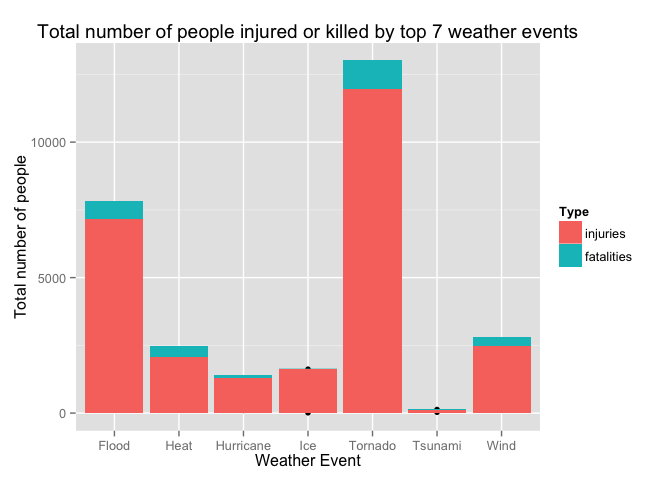 Total number of people injured or killed by top 7 weather events
Total number of people
10000
5000
0
Flood Heat Hurricane Ice Tornado Tsunami Wind
Weather Event
Type
injuries
fatalities